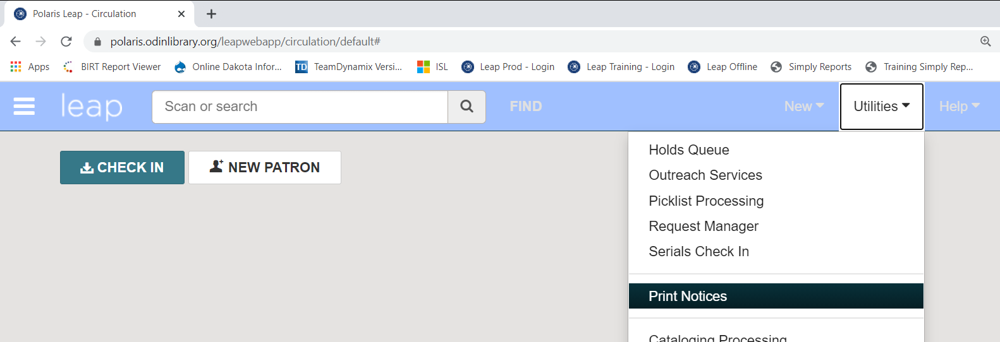 Polaris Leap - Circulation
polaris.odinlibrary.org/leapwebapp/circulation/default#
Apps BIRT Report Viewer Online Dakota Infor... TD TeamDynamix Versi... ISL Leap Prod - Login Leap Training - Login Leap Offline Simply Reports Training Simply Rep...
leap Scan or search FIND New Utilities Help
CHECK IN NEW PATRON
Holds Queue
Outreach Services
Picklist Processing
Request Manager
Serials Check In
Print Notices
Cataloging Processing